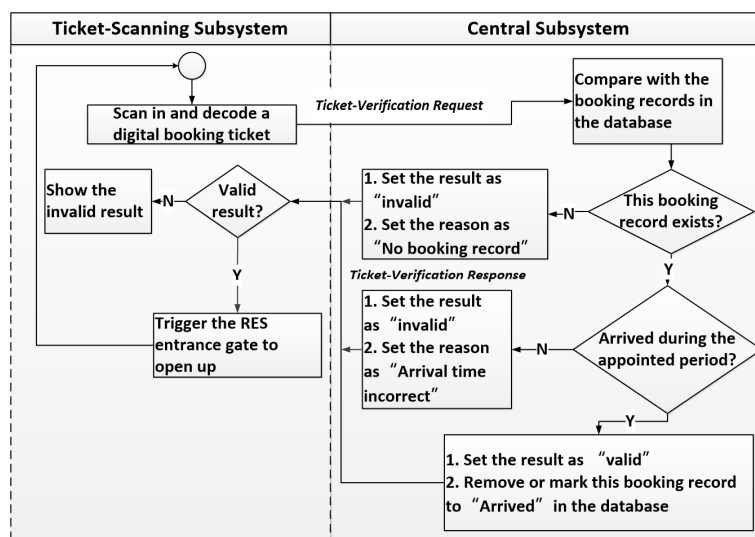 Ticket-Scanning Subsystem
Central Subsystem
Scan in and decode a
digital booking ticket
Ticket-Verification Request
Compare with the
booking records in
the database
Show the
invalid result
N
Valid
result?
1. Set the result as
“invalid”
2. Set the reason as
“No booking record”
N
This booking
record exists?
Y
Ticket-Verification Response
Y
Trigger the RES
entrance gate to
open up
1. Set the result
as “invalid”
2. Set the reason
as “Arrival time
incorrect”
N
Arrived during the
appointed period?
Y
1. Set the result as “valid”
2. Remove or mark this booking record
to “Arrived” in the database